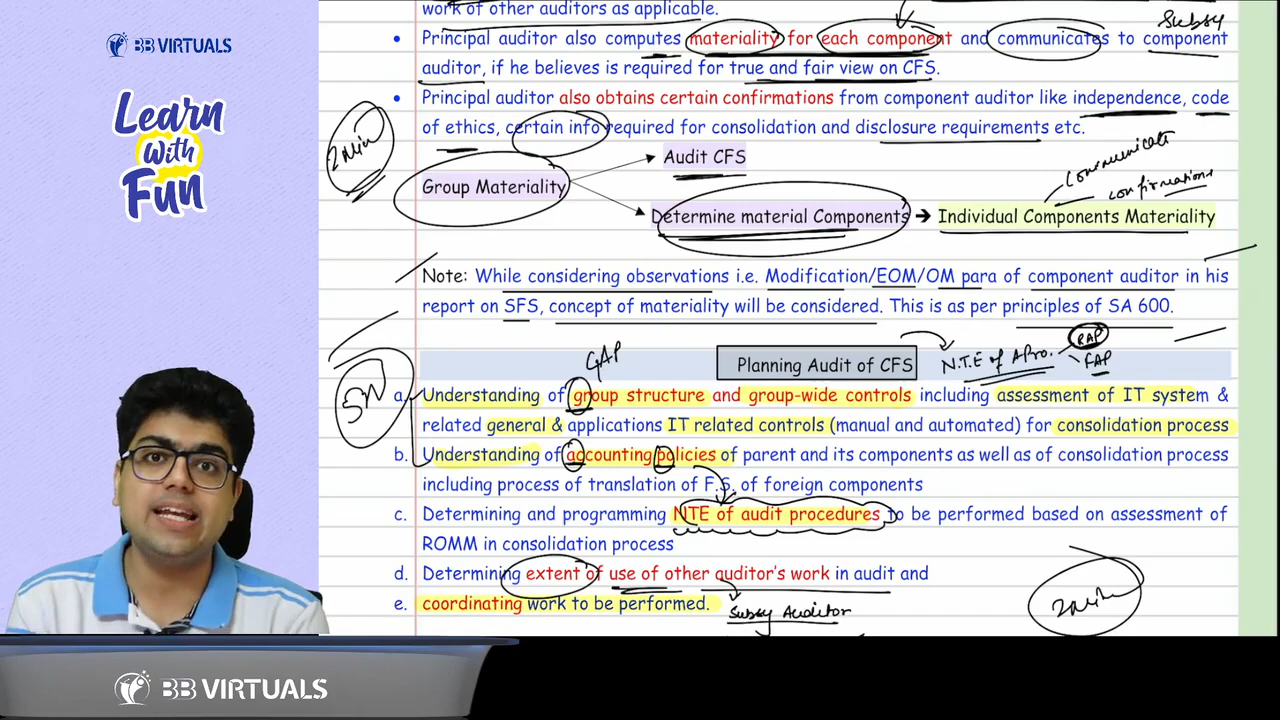 BB VIRTUALS
Learn
With
Fun
work of other auditors as applicable.
Subsy
• Principal auditor also computes materiality for each component and communicates to component
auditor, if he believes is required for true and fair view on CFS.
• Principal auditor also obtains certain confirmations from component auditor like independence, code
of ethics, certain info required for consolidation and disclosure requirements etc.
2 min
Audit CFS
Communicate
confirmations
Group Materiality
Determine material Components → Individual Components Materiality
Note: While considering observations i.e. Modification/EOM/OM para of component auditor in his
report on SFS, concept of materiality will be considered. This is as per principles of SA 600.
GAP
Planning Audit of CFS
N.T.E of A Pro.
RAP
FAP
a. Understanding of group structure and group-wide controls including assessment of IT system &
related general & applications IT related controls (manual and automated) for consolidation process
b. Understanding of accounting policies of parent and its components as well as of consolidation process
including process of translation of F.S. of foreign components
c. Determining and programming NTE of audit procedures to be performed based on assessment of
ROMM in consolidation process
d. Determining extent of use of other auditor's work in audit and
e. coordinating work to be performed.
Subsy Auditor
2 min
BB VIRTUALS